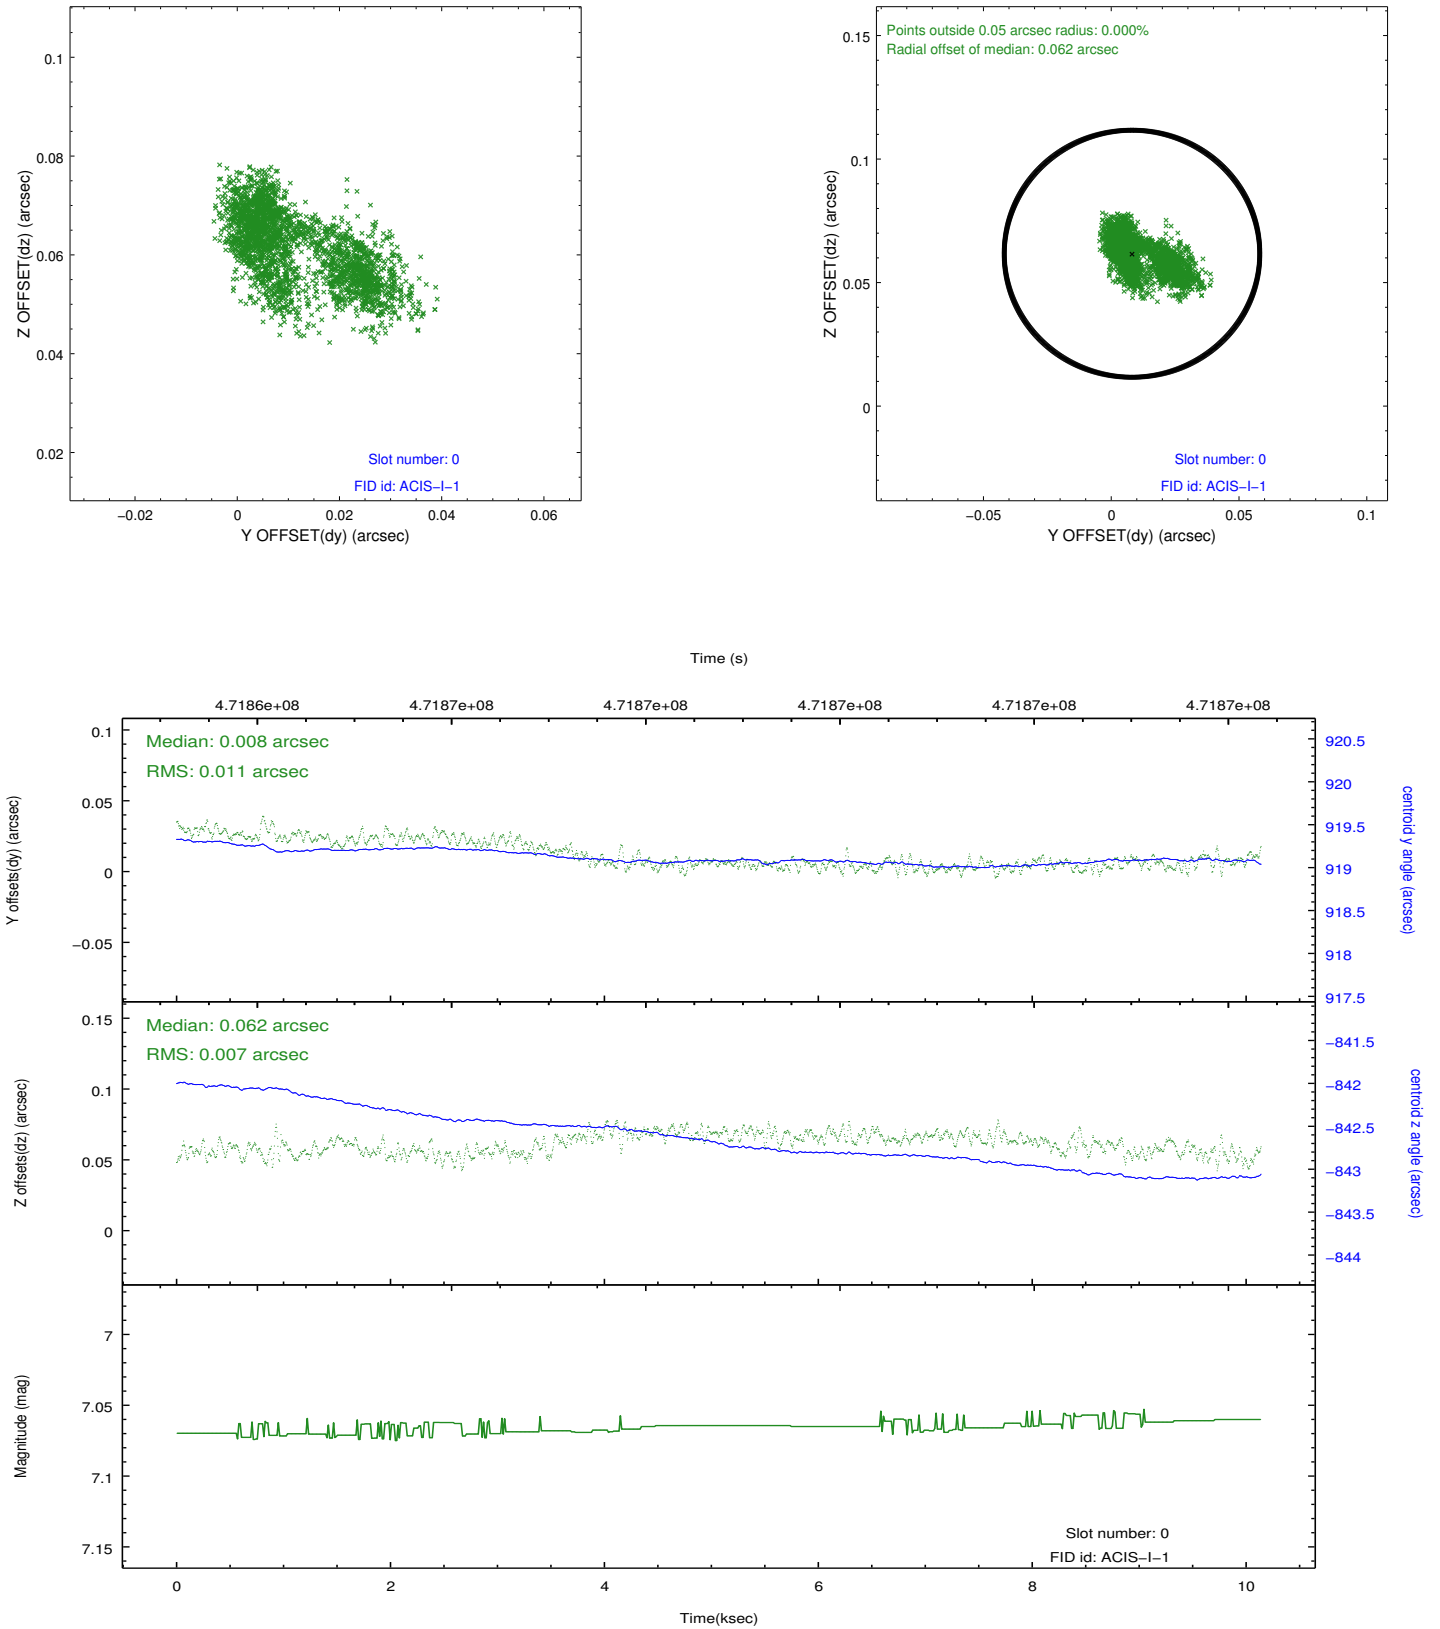 0.1
0.08
0.06
0.04
0.02
Z OFFSET(dz) (arcsec)
Slot number: 0
FID id: ACIS−I−1
−0.02 0 0.02 0.04 0.06
Y OFFSET(dy) (arcsec)
Points outside 0.05 arcsec radius: 0.000%
Radial offset of median: 0.062 arcsec
0.15
0.1
0.05
0
Z OFFSET(dz) (arcsec)
Slot number: 0
FID id: ACIS−I−1
−0.05 0 0.05 0.1
Y OFFSET(dy) (arcsec)
Time (s)
4.7186e+08 4.7187e+08 4.7187e+08 4.7187e+08 4.7187e+08 4.7187e+08
Median: 0.008 arcsec
RMS: 0.011 arcsec
0.1
0.05
0
−0.05
Y offsets(dy) (arcsec)
920.5
920
919.5
919
918.5
918
917.5
centroid y angle (arcsec)
Median: 0.062 arcsec
RMS: 0.007 arcsec
0.15
0.1
0.05
0
Z offsets(dz) (arcsec)
−841.5
−842
−842.5
−843
−843.5
−844
centroid z angle (arcsec)
7
7.05
7.1
7.15
Magnitude (mag)
Slot number: 0
FID id: ACIS−I−1
0 2 4 6 8 10
Time(ksec)